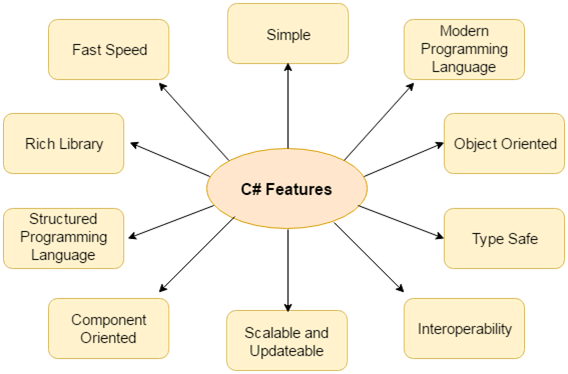 Simple
Modern
Programming
Language
Fast Speed
Rich Library
Object Oriented
C# Features
Structured
Programming
Language
Type Safe
Component
Oriented
Scalable and
Updateable
Interoperability